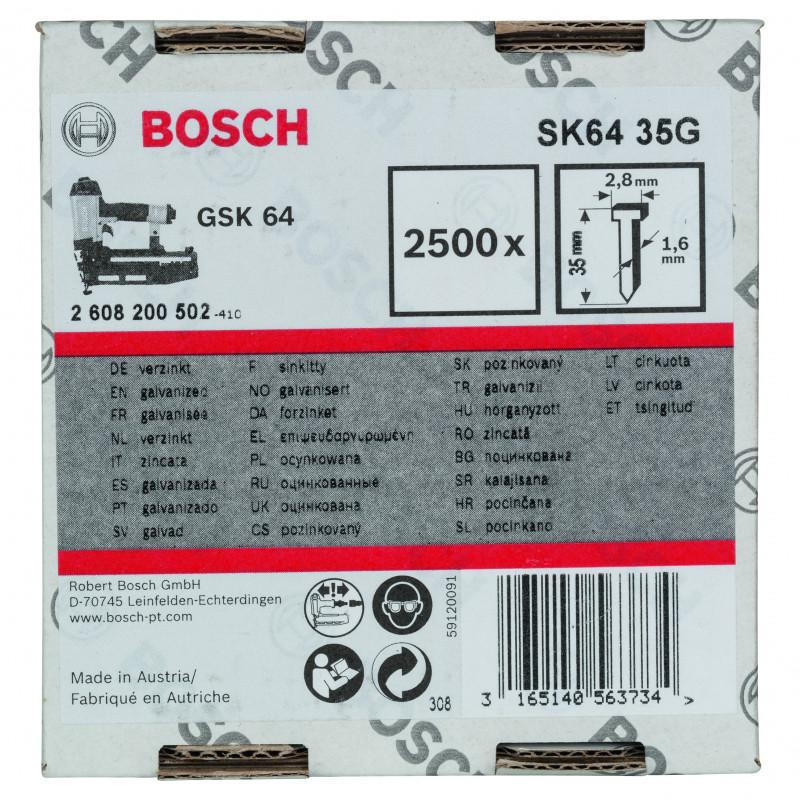 BOSCH
SK64 35G
GSK 64
2500 x
2,8 mm
35 mm
1,6
mm
2 608 200 502 -410
DE verzinkt
EN galvanized
FR galvanisée
NL verzinkt
IT zincata
ES galvanizada
PT galvanizado
SV galvad
F sinkitty
NO galvanisert
DA forzinket
EL επιψευδαργυρωμένη
PL ocynkowana
RU оцинкованные
UK оцинкована
CS pozinkovaný
SK pozinkovaný
TR galvanizli
HU horganyzott
RO zincată
BG поцинкована
SR kalajisana
HR pocinčana
SL pocinkano
LT cinkuota
LV cinkota
ET tsingitud
Robert Bosch GmbH
D-70745 Leinfelden-Echterdingen
www.bosch-pt.com
Made in Austria/
Fabriqué en Autriche
308
59120091
3 165140 563734 >